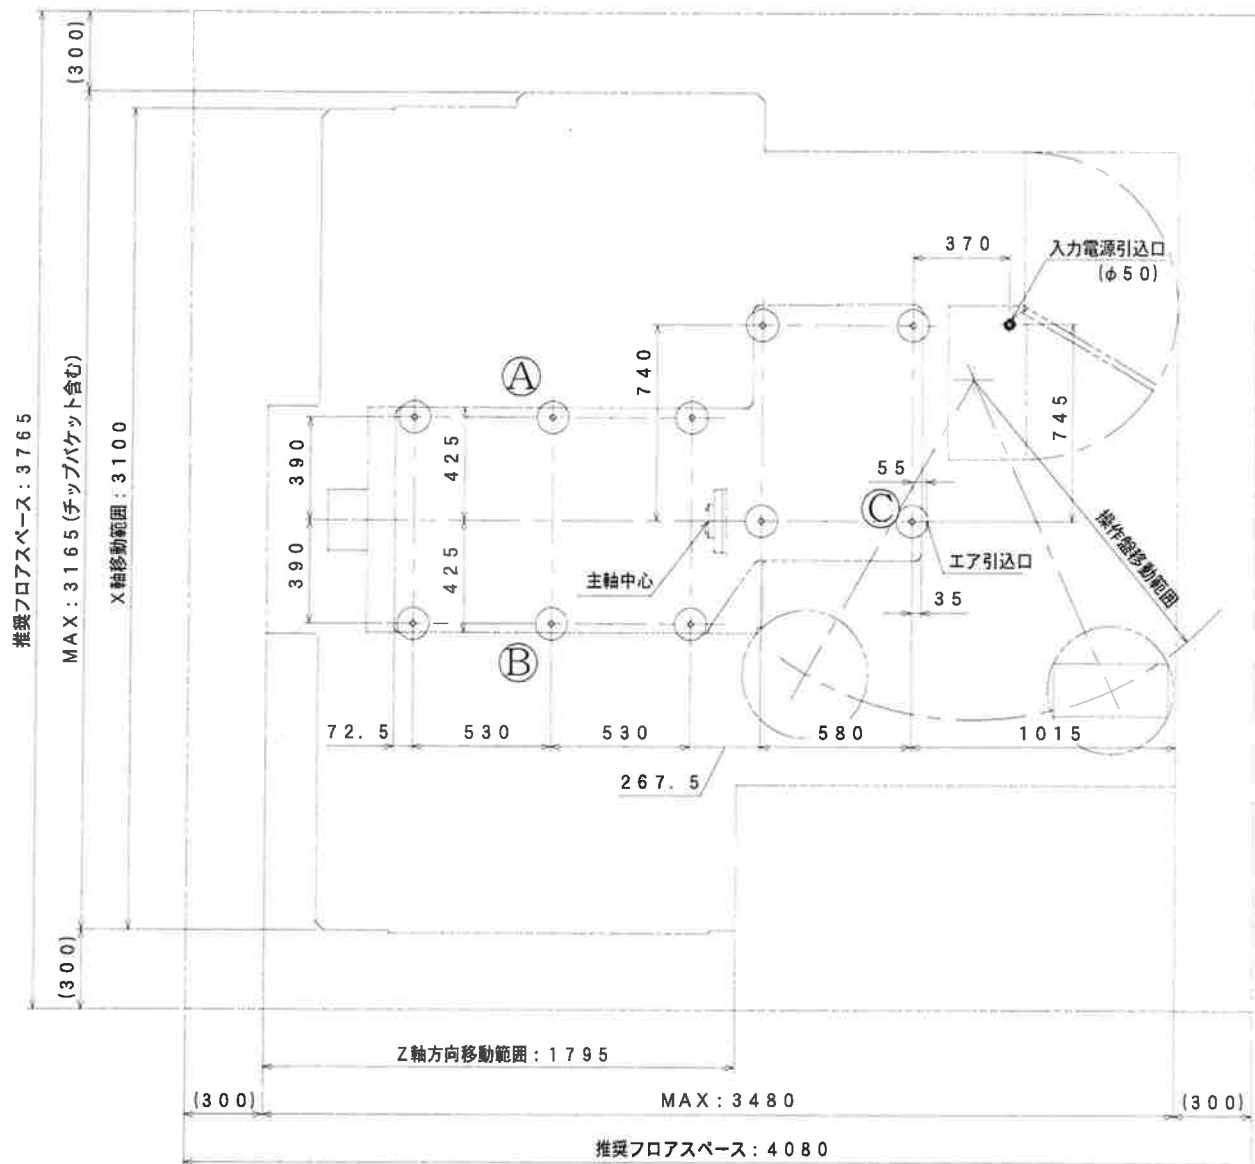 (300)
370
入力電源引込口
(φ50)
740
745
推奨フロアスペース:3765
MAX:3165(チップバケット含む)
X軸移動範囲:3100
A
390
425
55
C
操作盤移動範囲
390
425
主軸中心
エア引込口
35
B
72.5
530
530
580
1015
267.5
(300)
Z軸方向移動範囲:1795
(300)
MAX:3480
(300)
推奨フロアスペース:4080